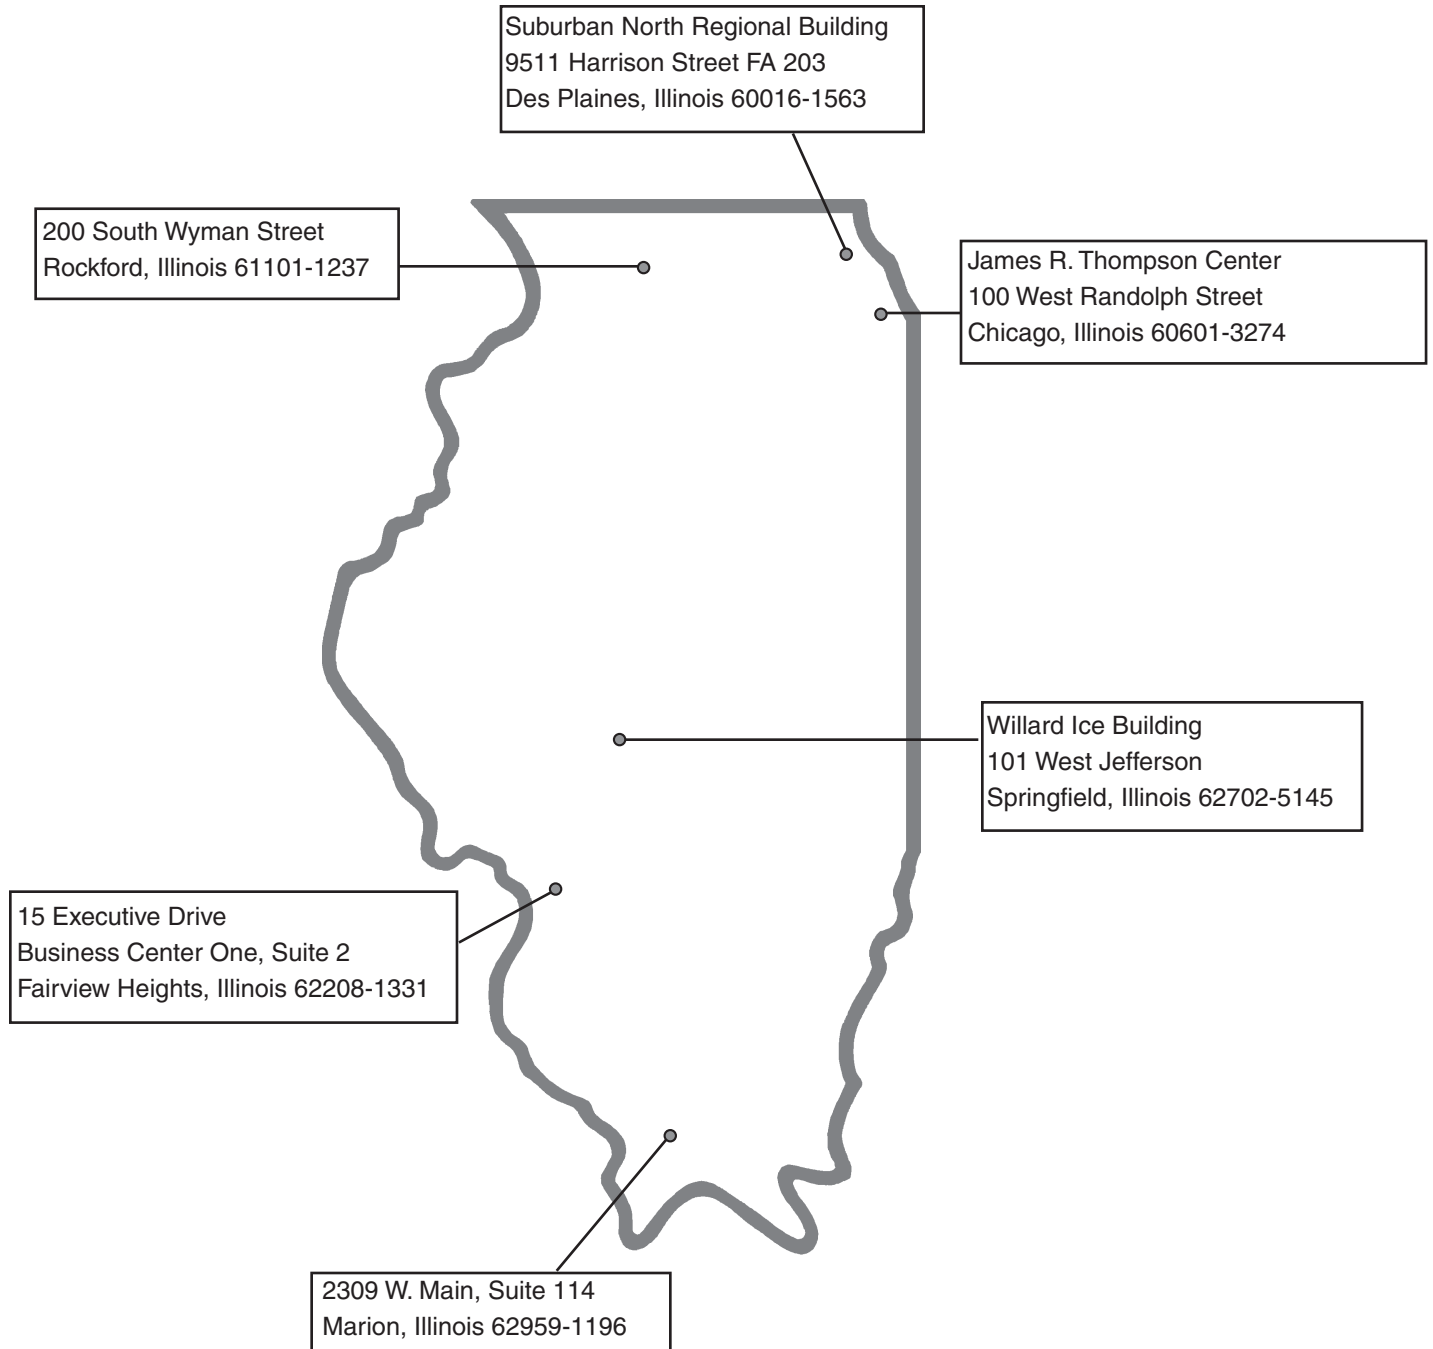 Suburban North Regional Building
9511 Harrison Street FA 203
Des Plaines, Illinois 60016-1563
200 South Wyman Street
Rockford, Illinois 61101-1237
James R. Thompson Center
100 West Randolph Street
Chicago, Illinois 60601-3274
Willard Ice Building
101 West Jefferson
Springfield, Illinois 62702-5145
15 Executive Drive
Business Center One, Suite 2
Fairview Heights, Illinois 62208-1331
2309 W. Main, Suite 114
Marion, Illinois 62959-1196